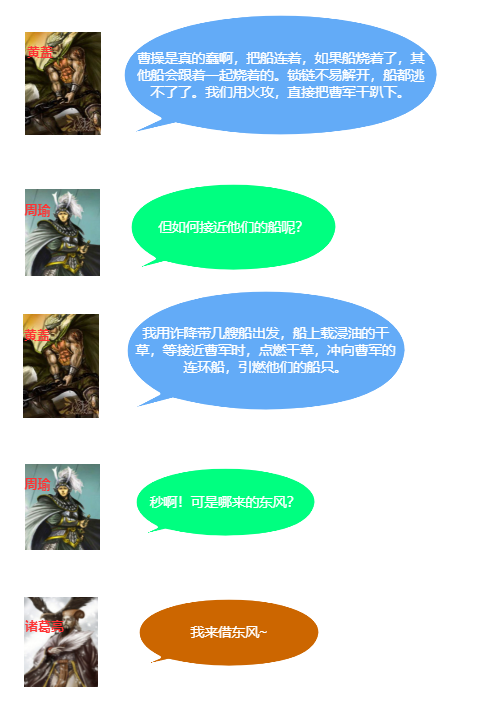 黄盖
曹操是真的蠢啊，把船连着，如果船烧着了，其
他船会跟着一起烧着的。锁链不易解开，船都逃
不了了。我们用火攻，直接把曹军干趴下。
周瑜
但如何接近他们的船呢？
黄盖
我用诈降带几艘船出发，船上载浸油的干
草，等接近曹军时，点燃干草，冲向曹军的
连环船，引燃他们的船只。
周瑜
秒啊！可是哪来的东风？
诸葛亮
我来借东风~